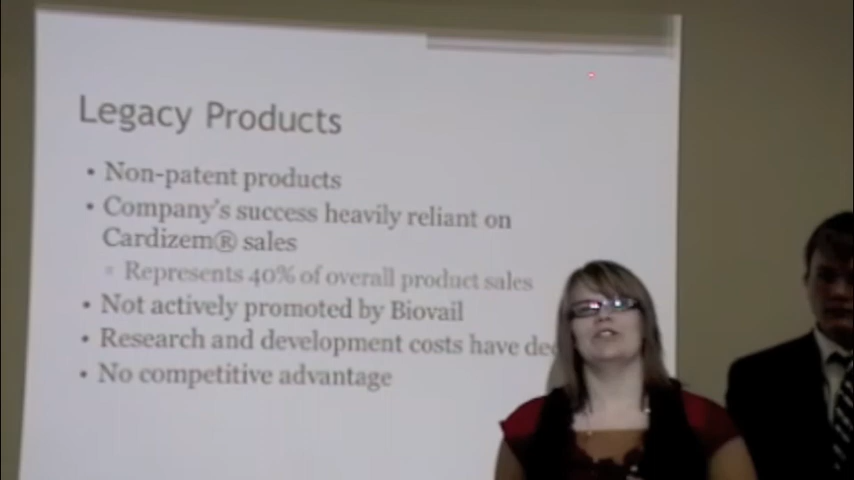 Legacy Products
• Non-patent products
• Company's success heavily reliant on
Cardizem® sales
Represents 40% of overall product sales
• Not actively promoted by Biovail
• Research and development costs have
• No competitive advantage